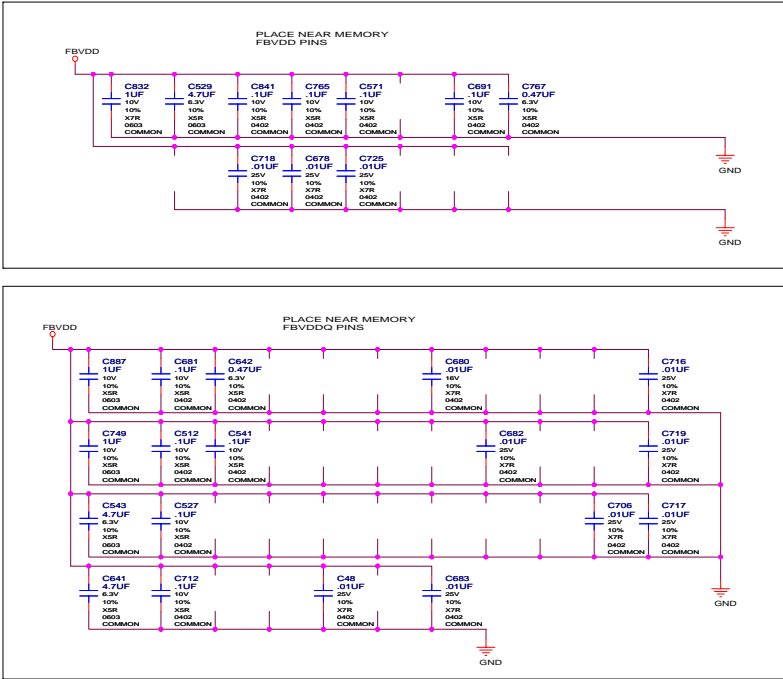 PLACE NEAR MEMORY
FBVDD PINS
FBVDD
C832
1UF
10V
10%
X7R
0603
COMMON
C529
4.7UF
6.3V
10%
X5R
0603
COMMON
C841
.1UF
10V
10%
X5R
0402
COMMON
C765
.1UF
10V
10%
X5R
0402
COMMON
C571
.1UF
10V
10%
X5R
0402
COMMON
C691
.1UF
10V
10%
X5R
0402
COMMON
C767
0.47UF
6.3V
10%
X5R
0402
COMMON
GND
C718
.01UF
25V
10%
X7R
0402
COMMON
C678
.01UF
25V
10%
X7R
0402
COMMON
C725
.01UF
25V
10%
X7R
0402
COMMON
GND
PLACE NEAR MEMORY
FBVDDQ PINS
FBVDD
C887
1UF
10V
10%
X5R
0603
COMMON
C681
.1UF
10V
10%
X5R
0402
COMMON
C642
0.47UF
6.3V
10%
X5R
0402
COMMON
C680
.01UF
16V
10%
X7R
0402
COMMON
C716
.01UF
25V
10%
X7R
0402
COMMON
C749
1UF
10V
10%
X5R
0603
COMMON
C512
.1UF
10V
10%
X5R
0402
COMMON
C541
.1UF
10V
10%
X5R
0402
COMMON
C682
.01UF
25V
10%
X7R
0402
COMMON
C719
.01UF
25V
10%
X7R
0402
COMMON
C543
4.7UF
6.3V
10%
X5R
0603
COMMON
C527
.1UF
10V
10%
X5R
0402
COMMON
C706
.01UF
25V
10%
X7R
0402
COMMON
C717
.01UF
25V
10%
X7R
0402
COMMON
C641
4.7UF
6.3V
10%
X5R
0603
COMMON
C712
.1UF
10V
10%
X5R
0402
COMMON
C48
.01UF
25V
10%
X7R
0402
COMMON
C683
.01UF
25V
10%
X7R
0402
COMMON
GND
GND